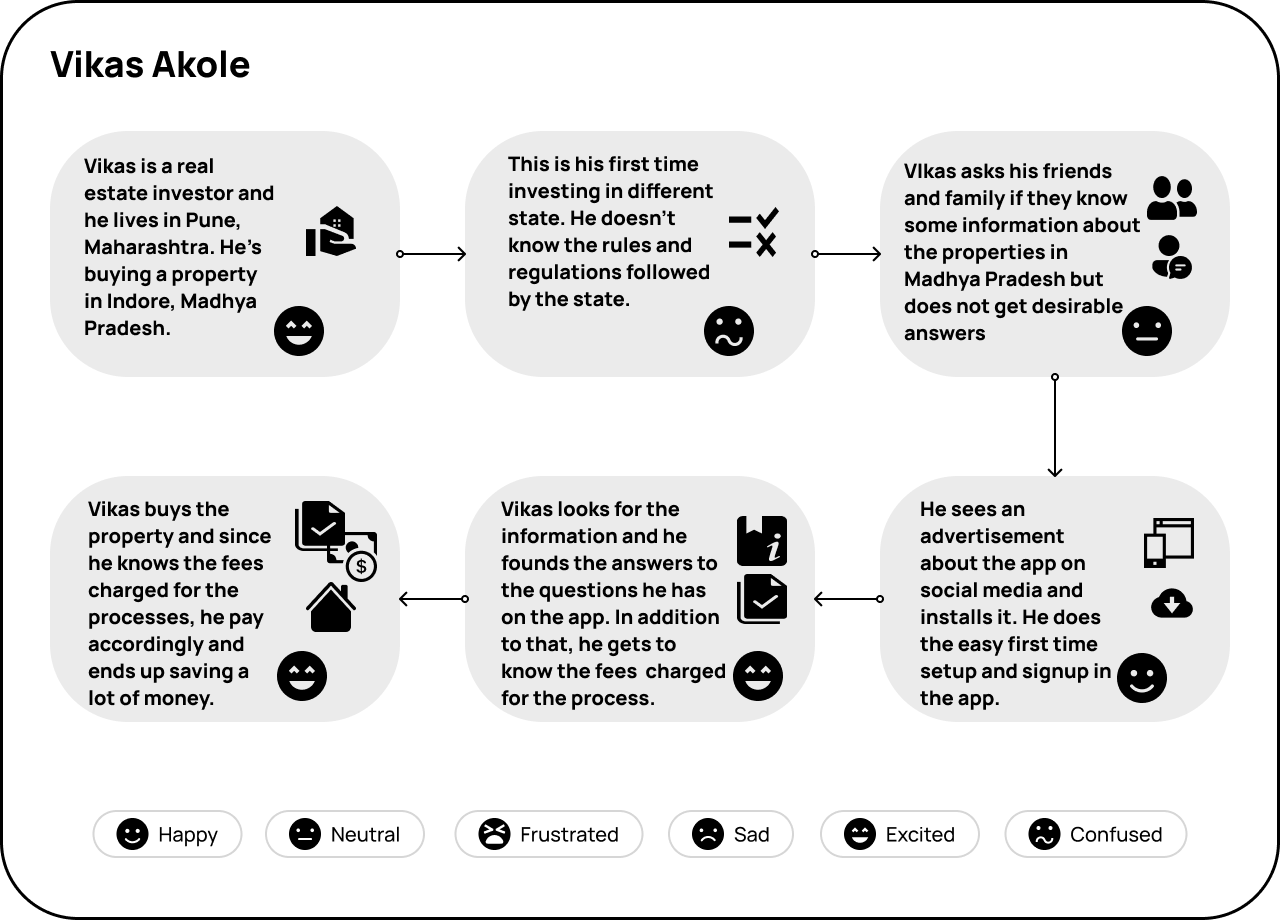 Vikas Akole
Vikas is a real
estate investor and
he lives in Pune,
Maharashtra. He's
buying a property
in Indore, Madhya
Pradesh.
This is his first time
investing in different
state. He doesn't
know the rules and
regulations followed
by the state.
VIkas asks his friends
and family if they know
some information about
the properties in
Madhya Pradesh but
does not get desirable
answers
He sees an
advertisement
about the app on
social media and
installs it. He does
the easy first time
setup and signup in
the app.
Vikas looks for the
information and he
founds the answers to
the questions he has
on the app. In addition
to that, he gets to
know the fees  charged
for the process.
Vikas buys the
property and since
he knows the fees
charged for the
processes, he pay
accordingly and
ends up saving a
lot of money.
$
i
Happy
Neutral
Frustrated
Sad
Excited
Confused